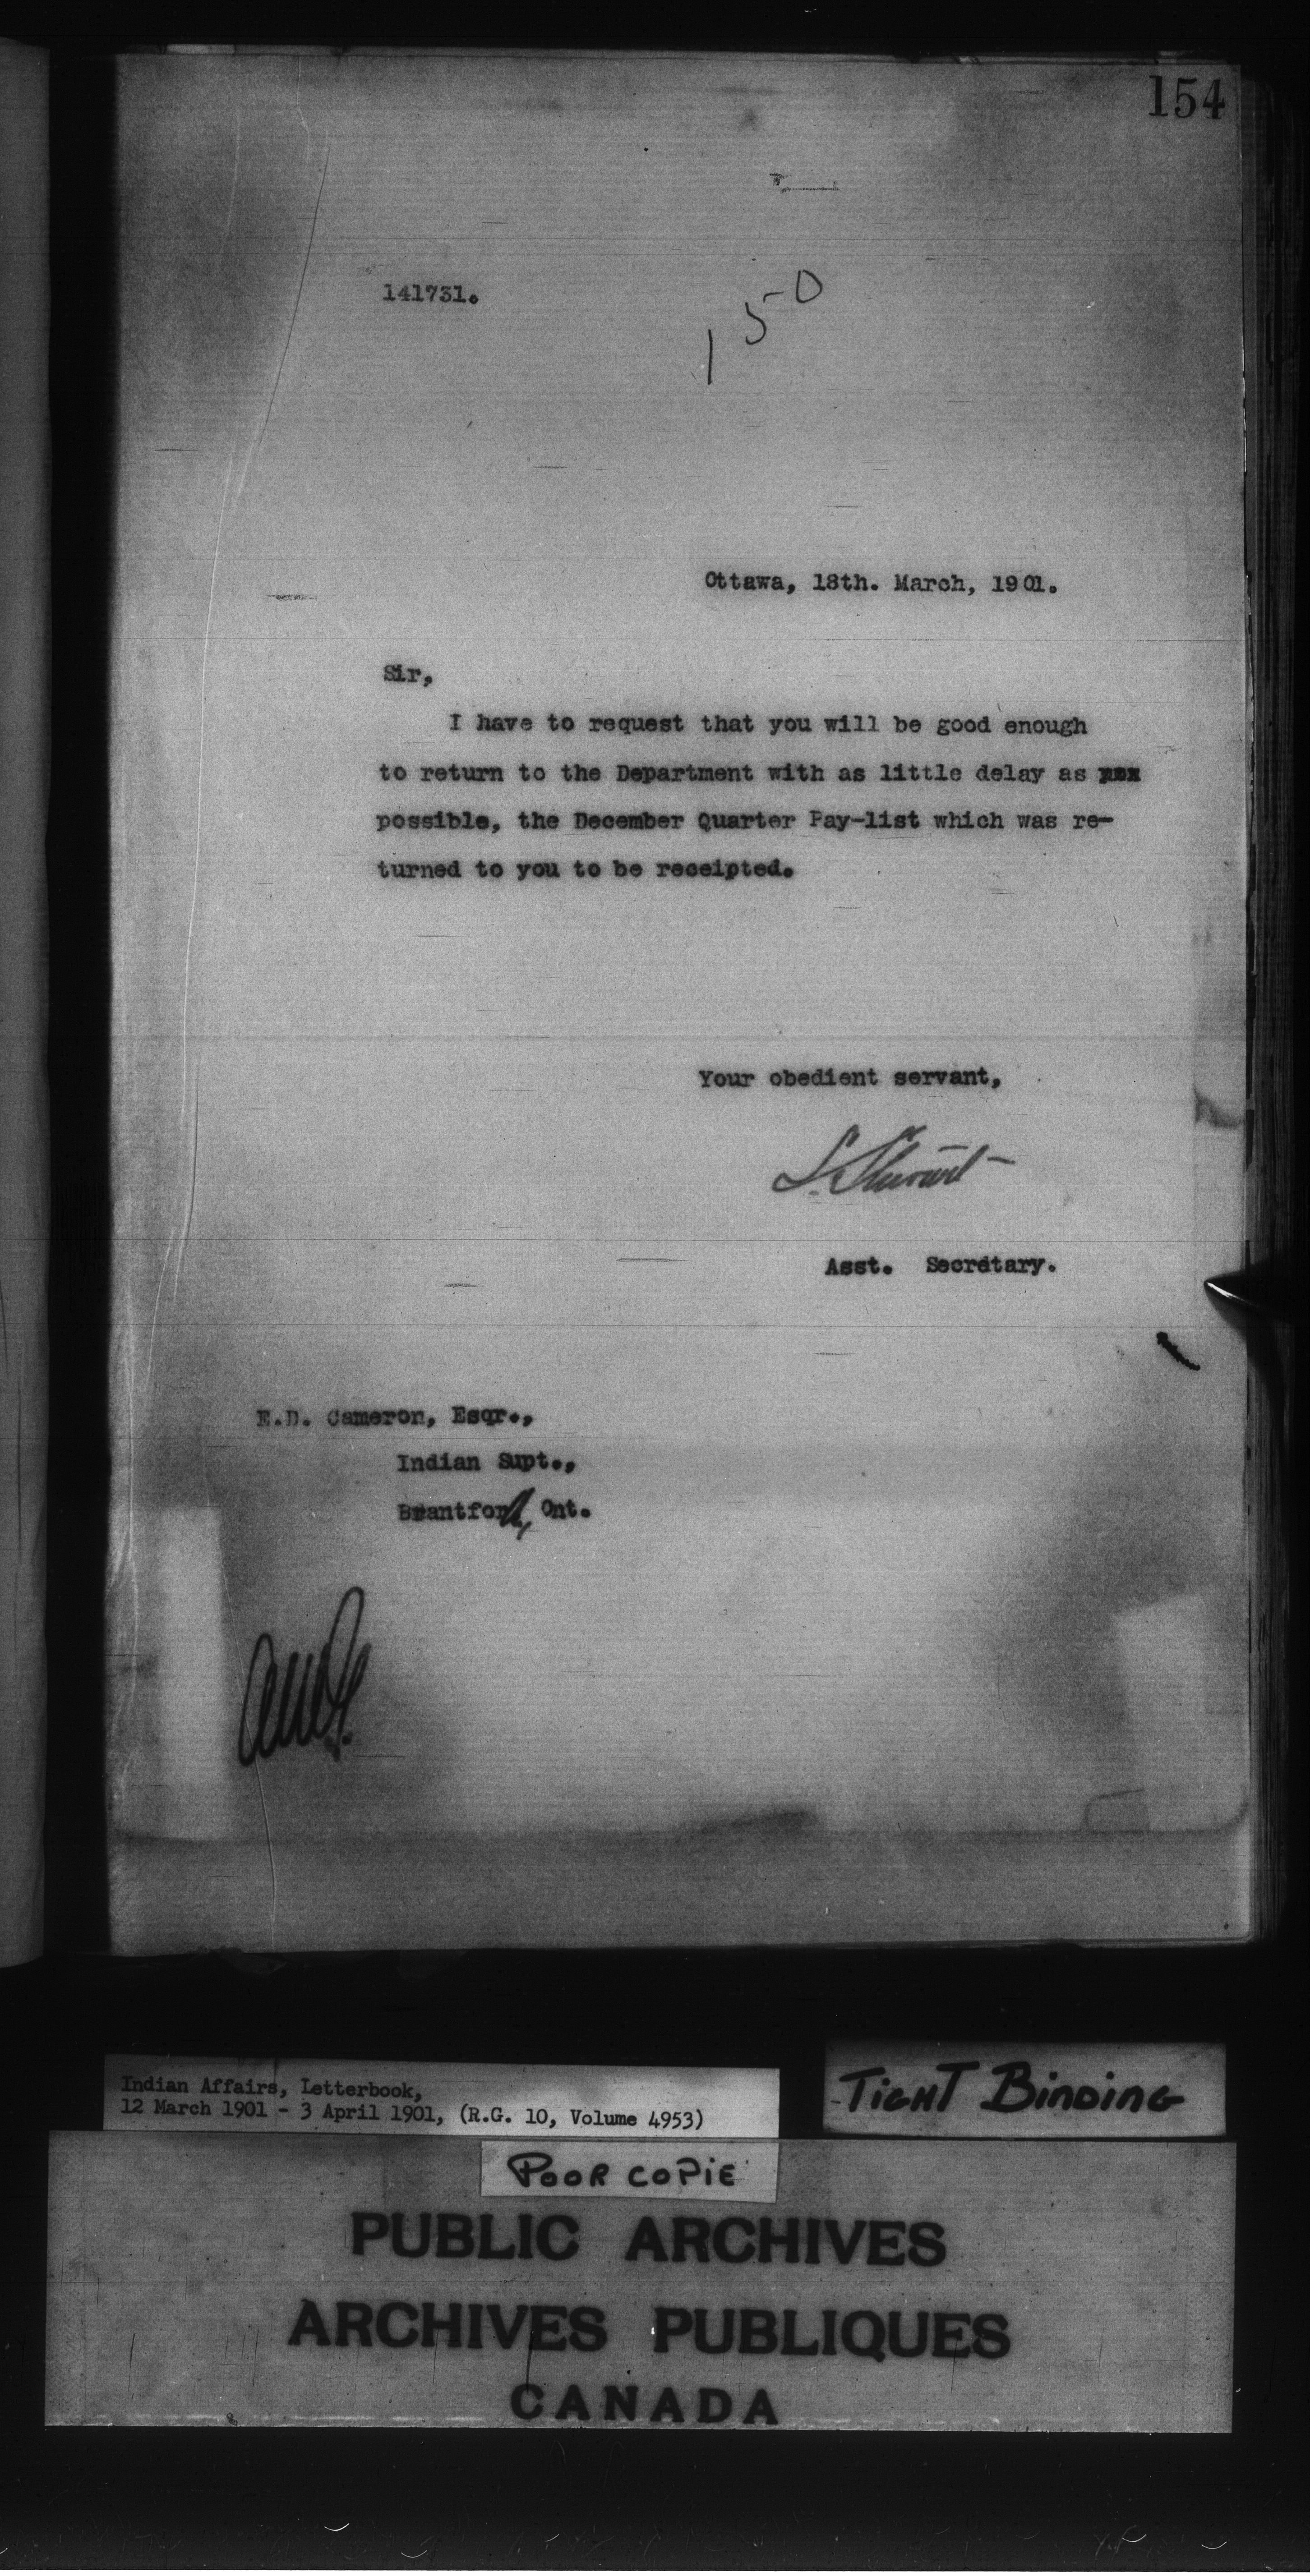 154
141731.
150
Ottawa, 18th. March, 1901.
Sir,
I have to request that you will be good enough
to return to the Department with as little delay as
possible, the December Quarter Pay-list which was re-
turned to you to be receipted.
Your obedient servant,
S. Stewart
Asst. Secretary.
E.D. Cameron, Esqr.,
Indian Supt.,
Brantford, Ont.
Indian Affairs, Letterbook,
12 March 1901 - 3 April 1901, (R.G. 10, Volume 4953)
TIGHT BINDING
POOR COPIE
PUBLIC ARCHIVES
ARCHIVES PUBLIQUES
CANADA